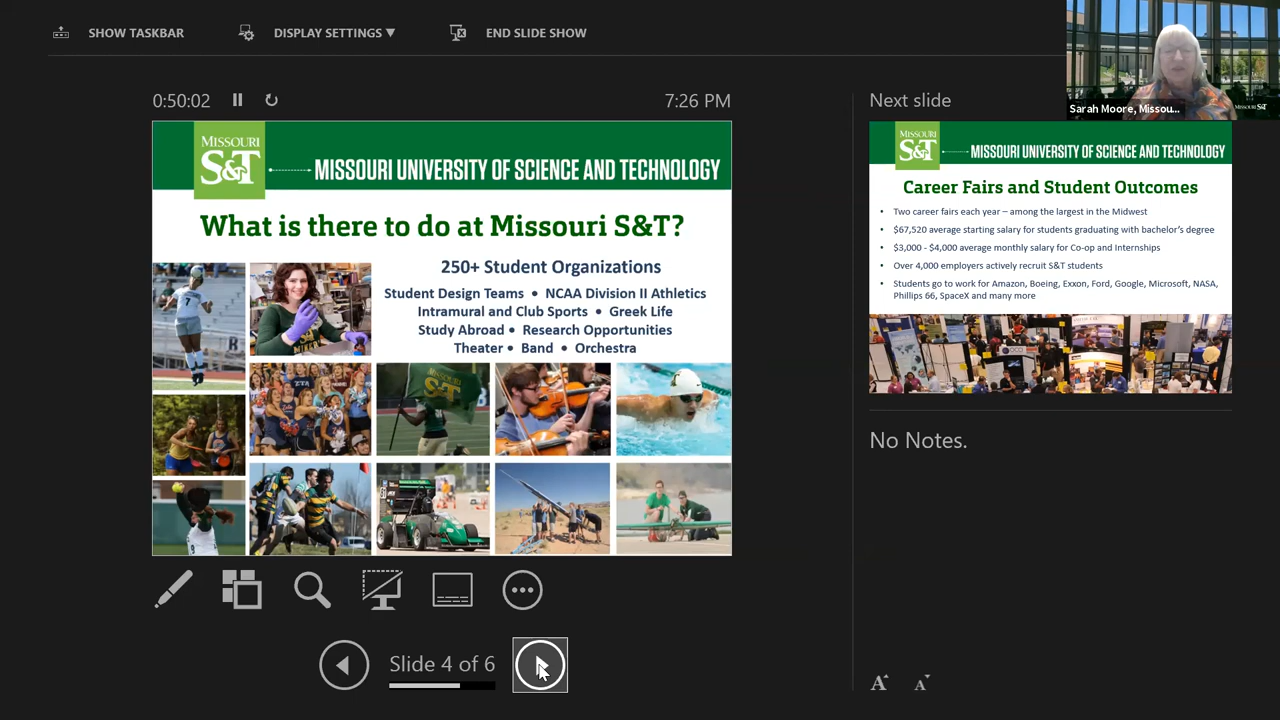 SHOW TASKBAR
DISPLAY SETTINGS ▼
END SLIDE SHOW
Sarah Moore, Missou...
MISSOURI S&T
0:50:02
7:26 PM
Next slide
MISSOURI
S&T
MISSOURI UNIVERSITY OF SCIENCE AND TECHNOLOGY
What is there to do at Missouri S&T?
250+ Student Organizations
Student Design Teams • NCAA Division II Athletics
Intramural and Club Sports • Greek Life
Study Abroad • Research Opportunities
Theater • Band • Orchestra
MISSOURI
S&T
MISSOURI UNIVERSITY OF SCIENCE AND TECHNOLOGY
Career Fairs and Student Outcomes
• Two career fairs each year – among the largest in the Midwest
• $67,520 average starting salary for students graduating with bachelor's degree
• $3,000 - $4,000 average monthly salary for Co-op and Internships
• Over 4,000 employers actively recruit S&T students
• Students go to work for Amazon, Boeing, Exxon, Ford, Google, Microsoft, NASA,
Phillips 66, SpaceX and many more
No Notes.
Slide 4 of 6
A A